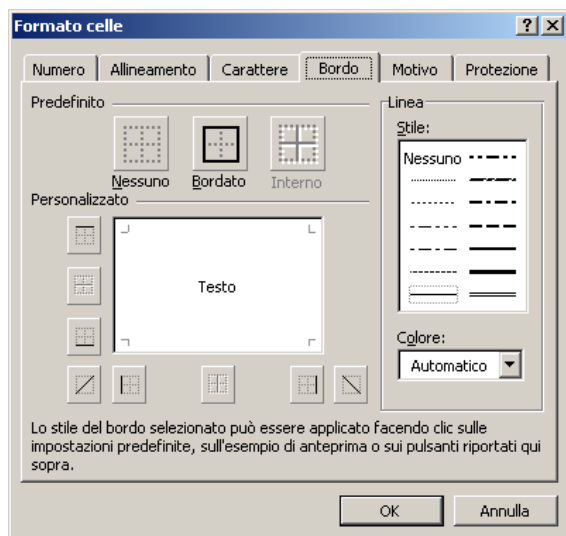 Formato celle
Numero Allineamento Carattere Bordo Motivo Protezione
Predefinito
Nessuno Bordato Interno
Personalizzato
Testo
Linea
Stile:
Nessuno
Colore:
Automatico
Lo stile del bordo selezionato può essere applicato facendo clic sulle
impostazioni predefinite, sull'esempio di anteprima o sui pulsanti riportati qui
sopra.
OK Annulla